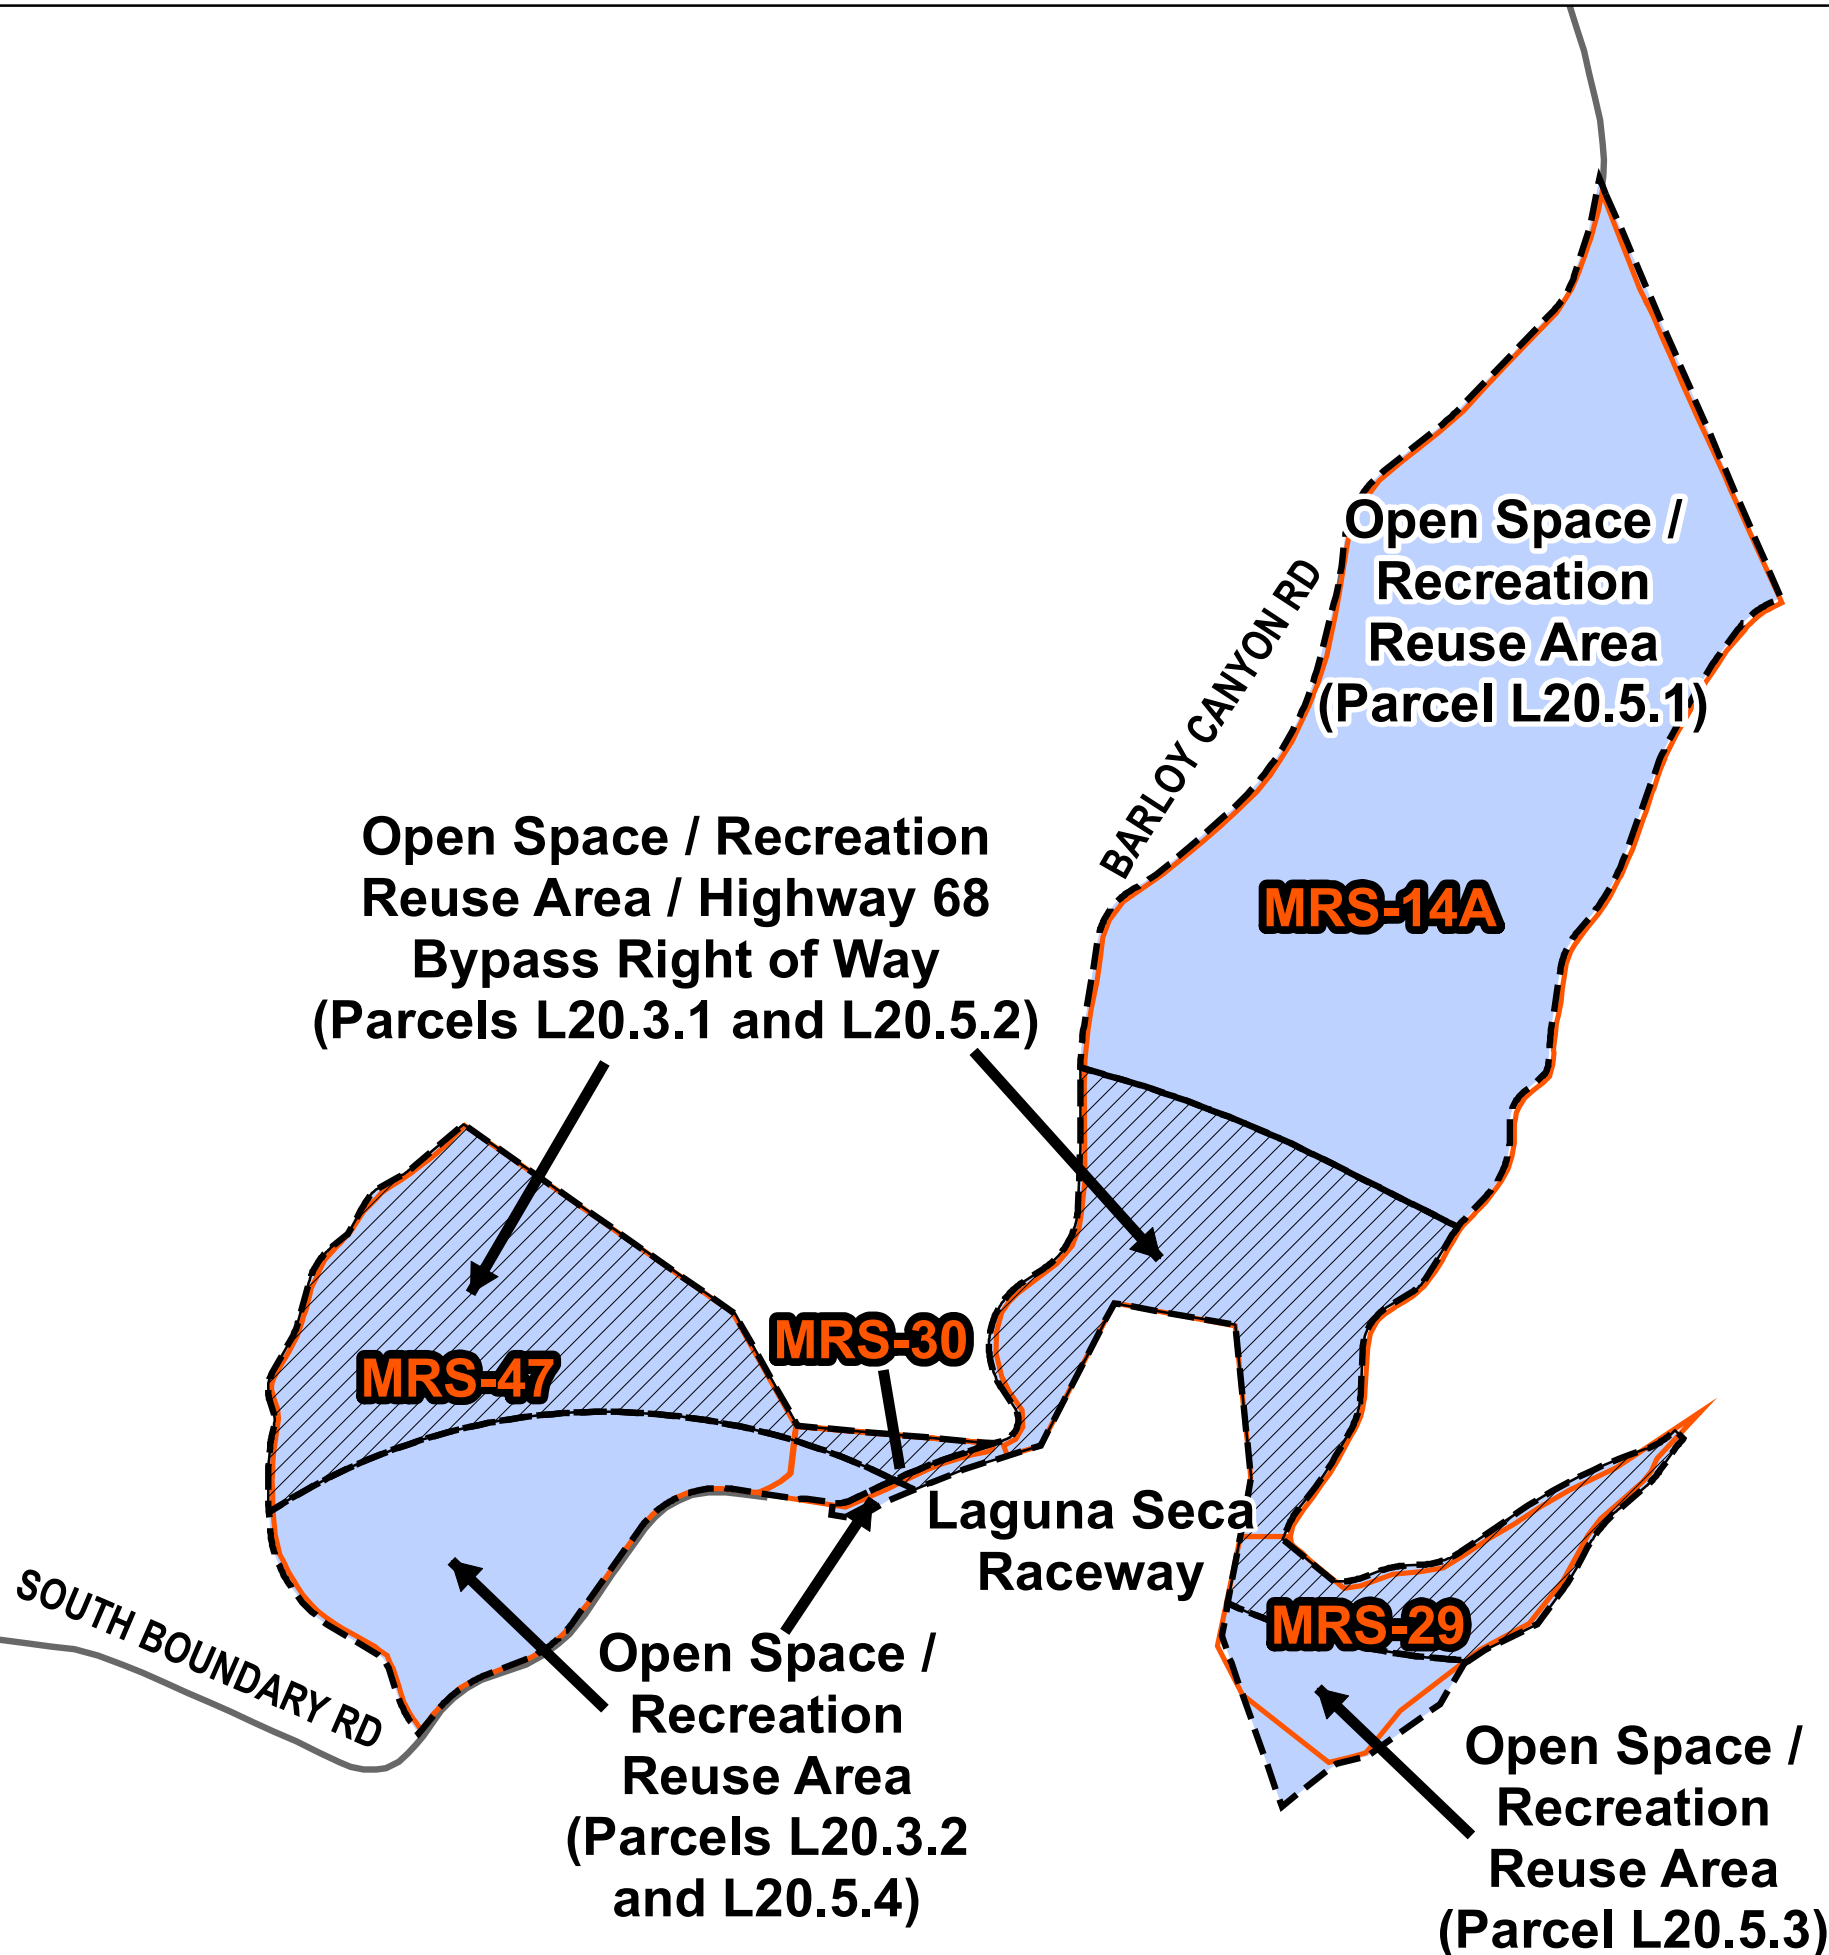 Open Space /
Recreation
Reuse Area
(Parcel L20.5.1)
BARLOY CANYON RD
MRS-14A
Open Space / Recreation
Reuse Area / Highway 68
Bypass Right of Way
(Parcels L20.3.1 and L20.5.2)
MRS-30
MRS-47
Laguna Seca
Raceway
SOUTH BOUNDARY RD
MRS-29
Open Space /
Recreation
Reuse Area
(Parcels L20.3.2
and L20.5.4)
Open Space /
Recreation
Reuse Area
(Parcel L20.5.3)